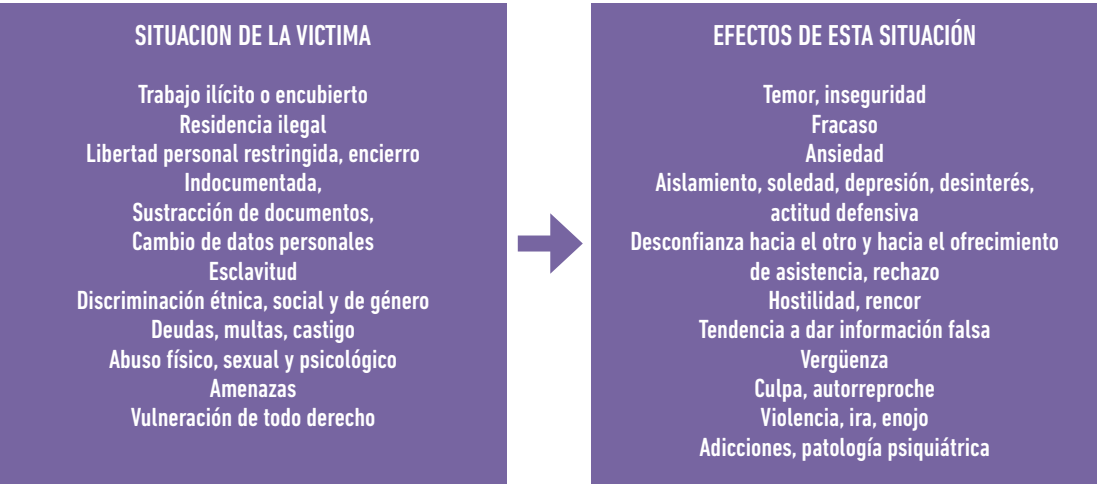 SITUACION DE LA VICTIMA
Trabajo ilícito o encubierto
Residencia ilegal
Libertad personal restringida, encierro
Indocumentada,
Sustracción de documentos,
Cambio de datos personales
Esclavitud
Discriminación étnica, social y de género
Deudas, multas, castigo
Abuso físico, sexual y psicológico
Amenazas
Vulneración de todo derecho
EFECTOS DE ESTA SITUACIÓN
Temor, inseguridad
Fracaso
Ansiedad
Aislamiento, soledad, depresión, desinterés,
actitud defensiva
Desconfianza hacia el otro y hacia el ofrecimiento
de asistencia, rechazo
Hostilidad, rencor
Tendencia a dar información falsa
Vergüenza
Culpa, autorreproche
Violencia, ira, enojo
Adicciones, patología psiquiátrica